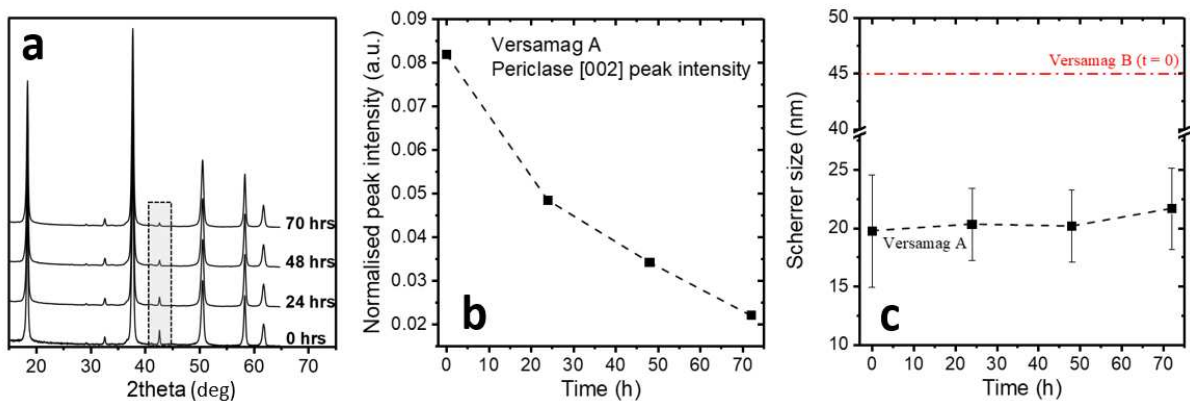 a
70 hrs
48 hrs
24 hrs
0 hrs
20 30 40 50 60 70
2theta (deg)
Normalised peak intensity (a.u.)
0.09
0.08
0.07
0.06
0.05
0.04
0.03
0.02
Versamag A
Periclase [002] peak intensity
b
0 10 20 30 40 50 60 70
Time (h)
Scherrer size (nm)
50
45
40
25
20
15
10
Versamag B (t = 0)
Versamag A
c
0 10 20 30 40 50 60 70
Time (h)